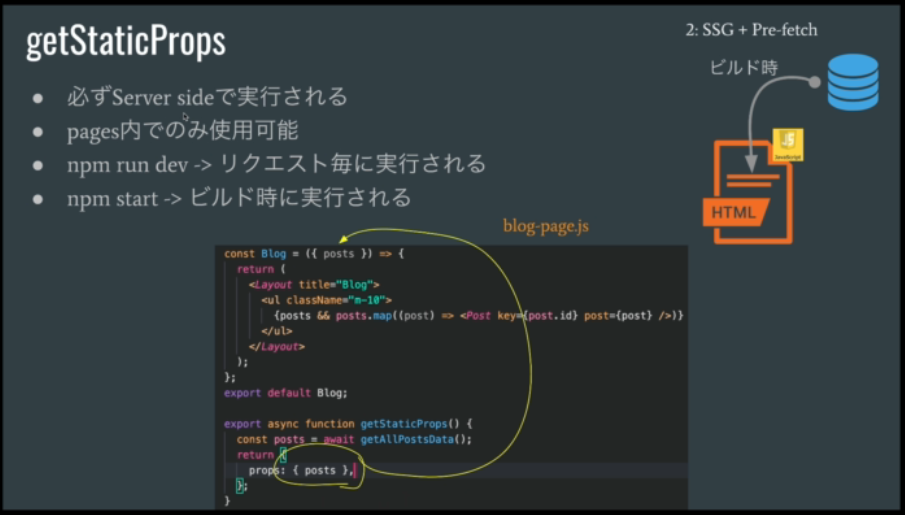 getStaticProps
2: SSG + Pre-fetch
ビルド時
● 必ずServer sideで実行される
● pages内でのみ使用可能
● npm run dev -> リクエスト毎に実行される
● npm start -> ビルド時に実行される
JS
JavaScript
HTML
blog-page.js
const Blog = ({ posts }) => {
return (
<Layout title="Blog">
<ul className="m-10">
{posts && posts.map((post) => <Post key={post.id} post={post} />)}
</ul>
</Layout>
);
};
export default Blog;
export async function getStaticProps() {
const posts = await getAllPostsData();
return {
props: { posts },
};
}